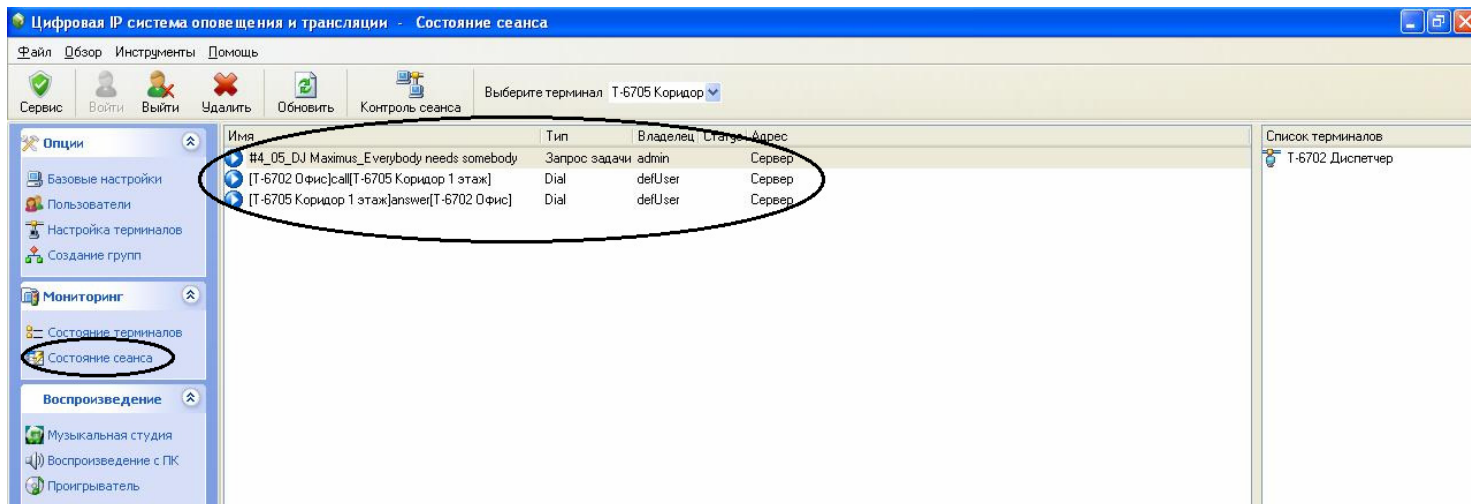 Цифровая IP система оповещения и трансляции - Состояние сеанса
Файл Обзор Инструменты Помощь
Сервис Войти Выйти Удалить Обновить Контроль сеанса Выберите терминал T-6705 Коридор
Опции
Базовые настройки
Пользователи
Настройка терминалов
Создание групп
Мониторинг
Состояние терминалов
Состояние сеанса
Воспроизведение
Музыкальная студия
Воспроизведение с ПК
Проигрыватель
Имя Тип Владелец Статус Адрес
#4_05_DJ Maximus_Everybody needs somebody Запрос задачи admin Сервер
[T-6702 Офис]call[T-6705 Коридор 1 этаж] Dial defUser Сервер
[T-6705 Коридор 1 этаж]answer[T-6702 Офис] Dial defUser Сервер
Список терминалов
T-6702 Диспетчер